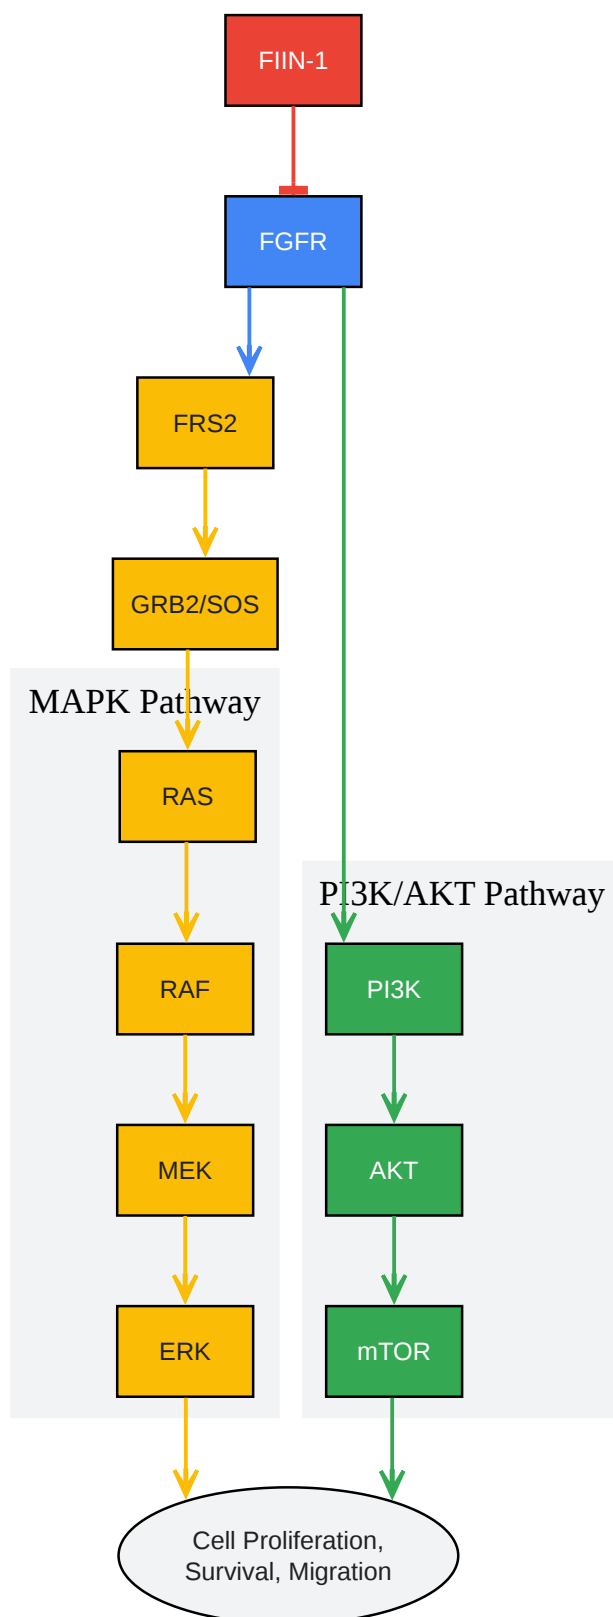 FIIN-1
FGFR
FRS2
GRB2/SOS
MAPK Pathway
RAS
PI3K/AKT Pathway
RAF
PI3K
MEK
AKT
ERK
mTOR
Cell Proliferation,
Survival, Migration